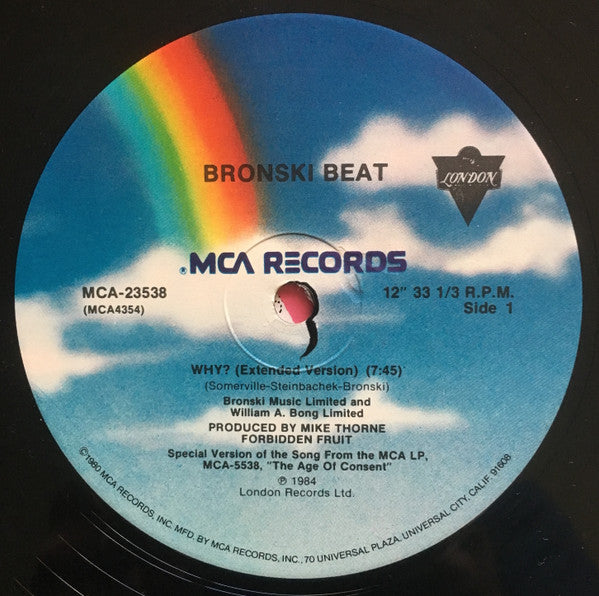 BRONSKI BEAT
LONDON
®MCA RECORDS
MCA-23538
(MCA4354)
12" 33 1/3 R.P.M.
Side 1
WHY? (Extended Version) (7:45)
(Somerville-Steinbachek-Bronski)
Bronski Music Limited and
William A. Bong Limited
PRODUCED BY MIKE THORNE
FORBIDDEN FRUIT
Special Version of the Song From the MCA LP,
MCA-5538, "The Age Of Consent"
℗ 1984
London Records Ltd.
©1980 MCA RECORDS, INC. MFD. BY MCA RECORDS, INC., 70 UNIVERSAL PLAZA, UNIVERSAL CITY, CALIF. 91608